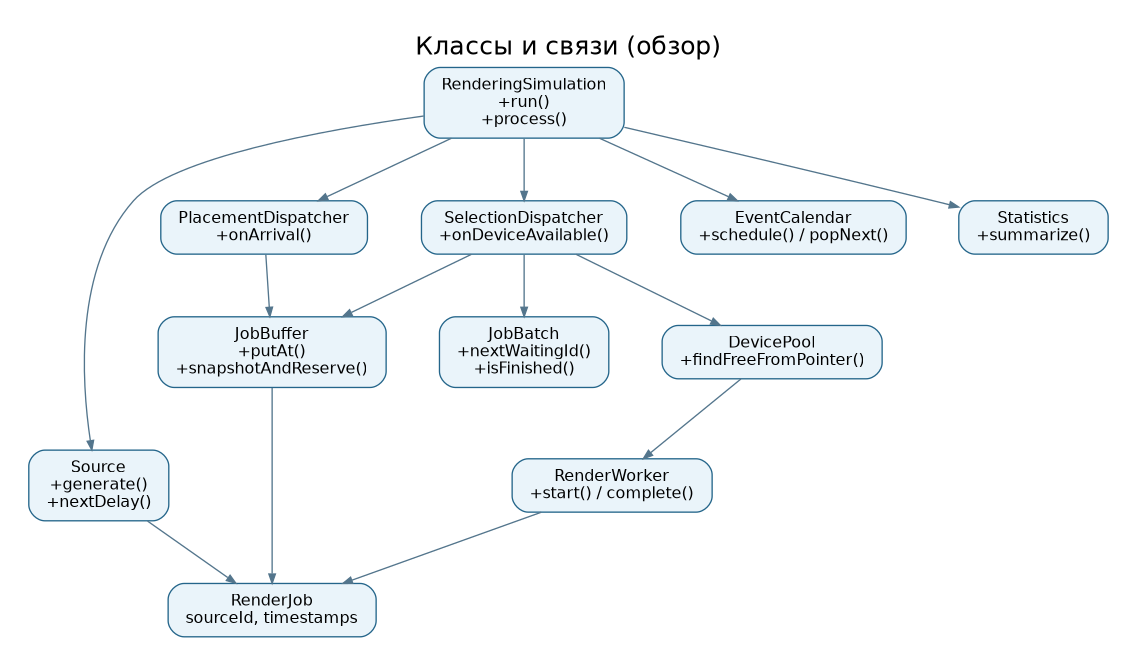 Классы и связи (обзор)
RenderingSimulation
+run()
+process()
PlacementDispatcher
+onArrival()
SelectionDispatcher
+onDeviceAvailable()
EventCalendar
+schedule() / popNext()
Statistics
+summarize()
JobBuffer
+putAt()
+snapshotAndReserve()
JobBatch
+nextWaitingId()
+isFinished()
DevicePool
+findFreeFromPointer()
Source
+generate()
+nextDelay()
RenderWorker
+start() / complete()
RenderJob
sourceId, timestamps